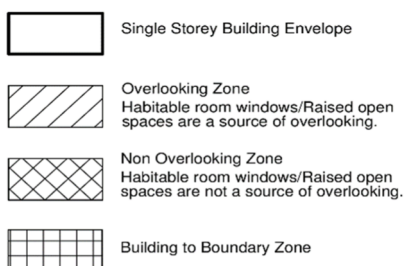 Single Storey Building Envelope
Overlooking Zone
Habitable room windows/Raised open
spaces are a source of overlooking.
Non Overlooking Zone
Habitable room windows/Raised open
spaces are not a source of overlooking.
Building to Boundary Zone